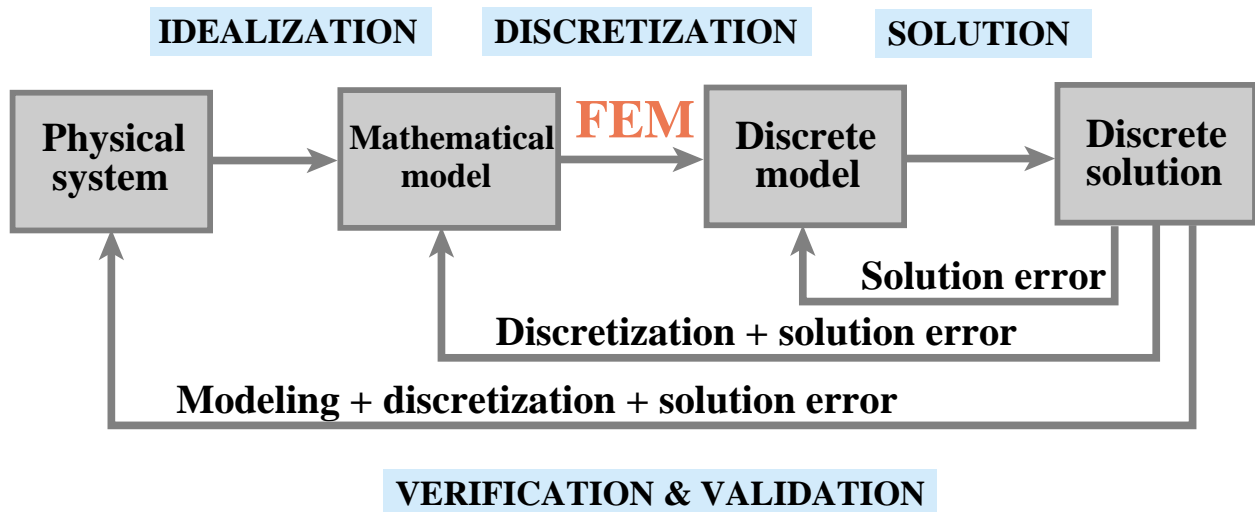 IDEALIZATION DISCRETIZATION SOLUTION
FEM
Physical
system
Mathematical
model
Discrete
model
Discrete
solution
Solution error
Discretization + solution error
Modeling + discretization + solution error
VERIFICATION & VALIDATION